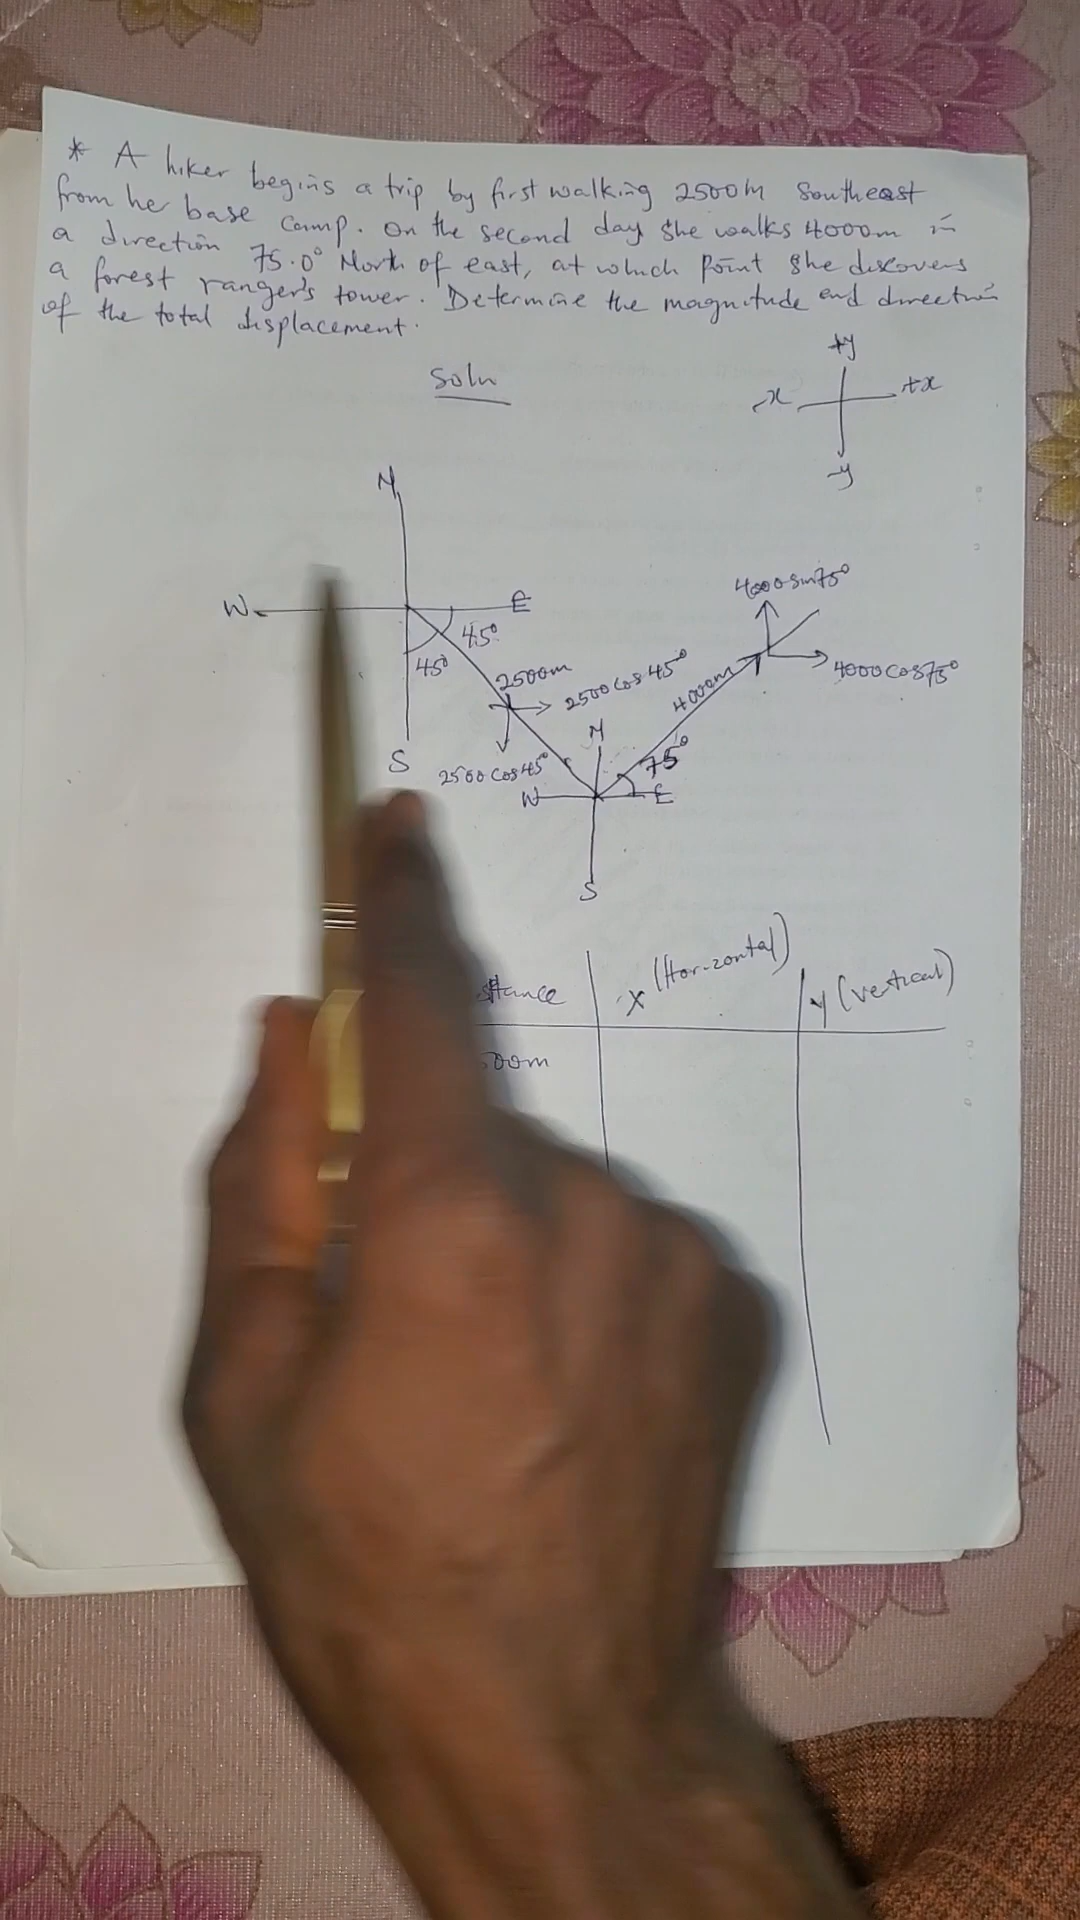 * A hiker begins a trip by first walking 2500m Southeast
from her base camp. On the second day she walks 4000m in
a direction 75.0° North of east, at which point she discovers
a forest ranger's tower. Determine the magnitude and direction
of the total displacement.
Soln
+y
-x +x
-y
N
W E
45°
45°
S
2500m
2500 cos 45°
2500 cos 45°
4000 sin 75°
4000 cos 75°
4000m
N
75°
W E
S
stance X (Horizontal) Y (vertical)
500m